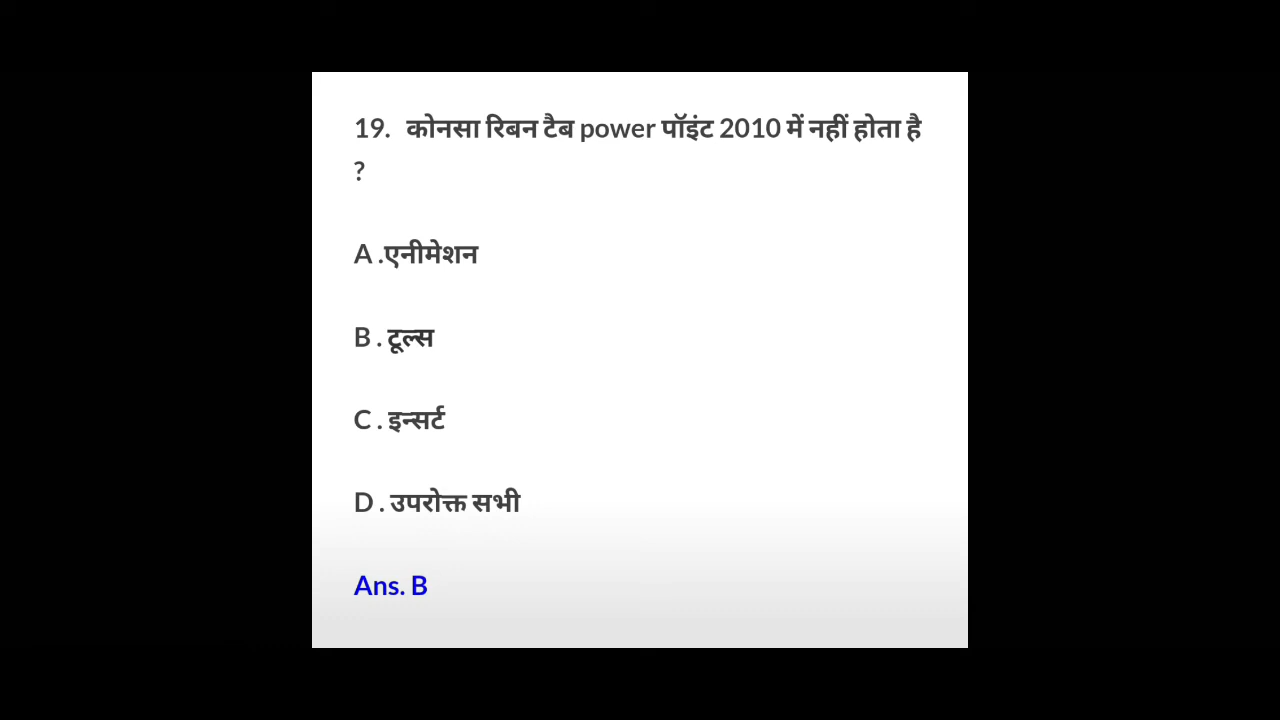 19. कोनसा रिबन टैब power पॉइंट 2010 में नहीं होता है
?
A .एनीमेशन
B . टूल्स
C . इन्सर्ट
D . उपरोक्त सभी
Ans. B